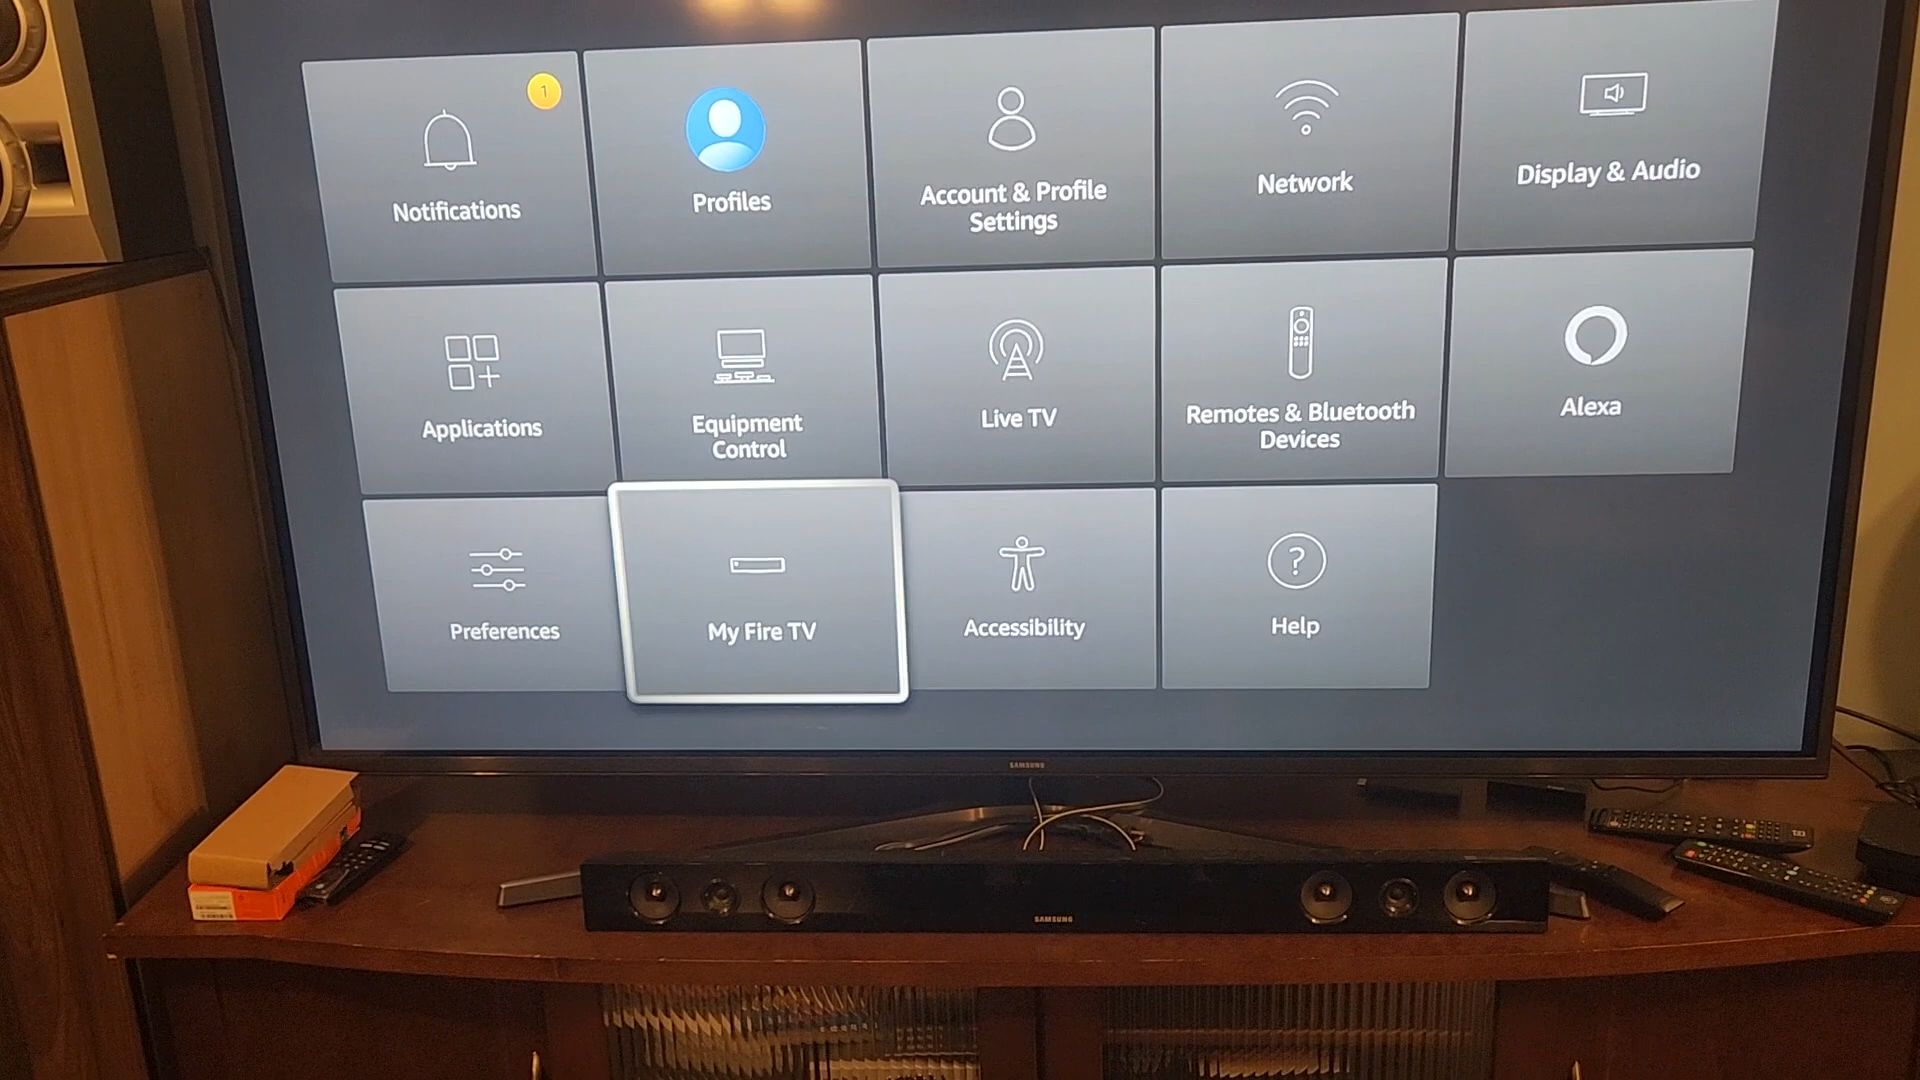 1
Notifications
Profiles
Account & Profile
Settings
Network
Display & Audio
Applications
Equipment
Control
Live TV
Remotes & Bluetooth
Devices
Alexa
Preferences
My Fire TV
Accessibility
?
Help
SAMSUNG
SAMSUNG